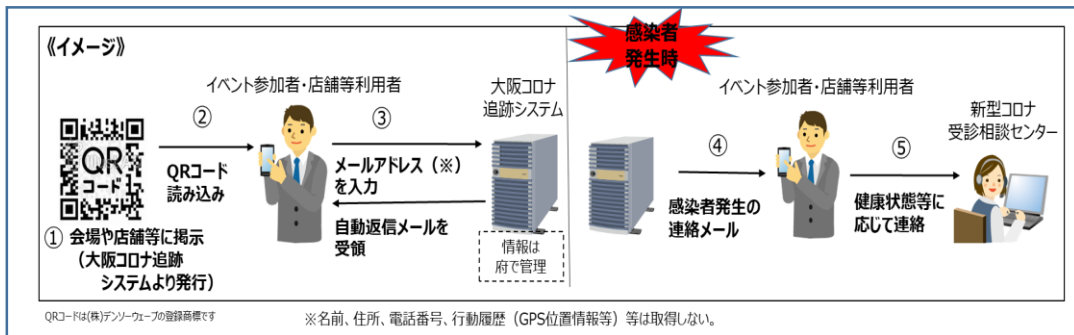 《イメージ》
感染者
発生時
イベント参加者・店舗等利用者
大阪コロナ
追跡システム
②
③
QR
コード
QRコード
読み込み
メールアドレス（※）
を入力
自動返信メールを
受領
① 会場や店舗等に掲示
（大阪コロナ追跡
システムより発行）
情報は
府で管理
イベント参加者・店舗等利用者
新型コロナ
受診相談センター
④
⑤
感染者発生の
連絡メール
健康状態等に
応じて連絡
QRコードは(株)デンソーウェーブの登録商標です
※名前、住所、電話番号、行動履歴（GPS位置情報等）等は取得しない。